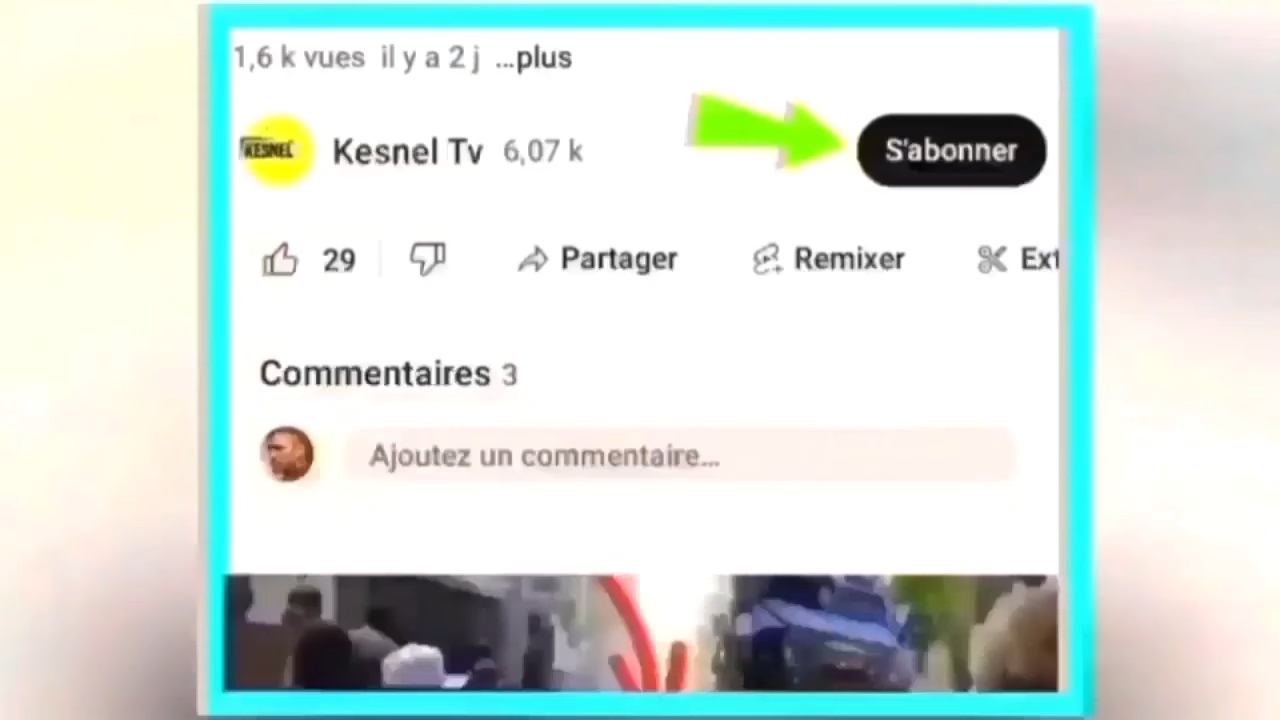 1,6 k vues il y a 2 j ...plus
KESNEL
Kesnel Tv 6,07 k
S'abonner
29
Partager
Remixer
Ext
Commentaires 3
Ajoutez un commentaire...